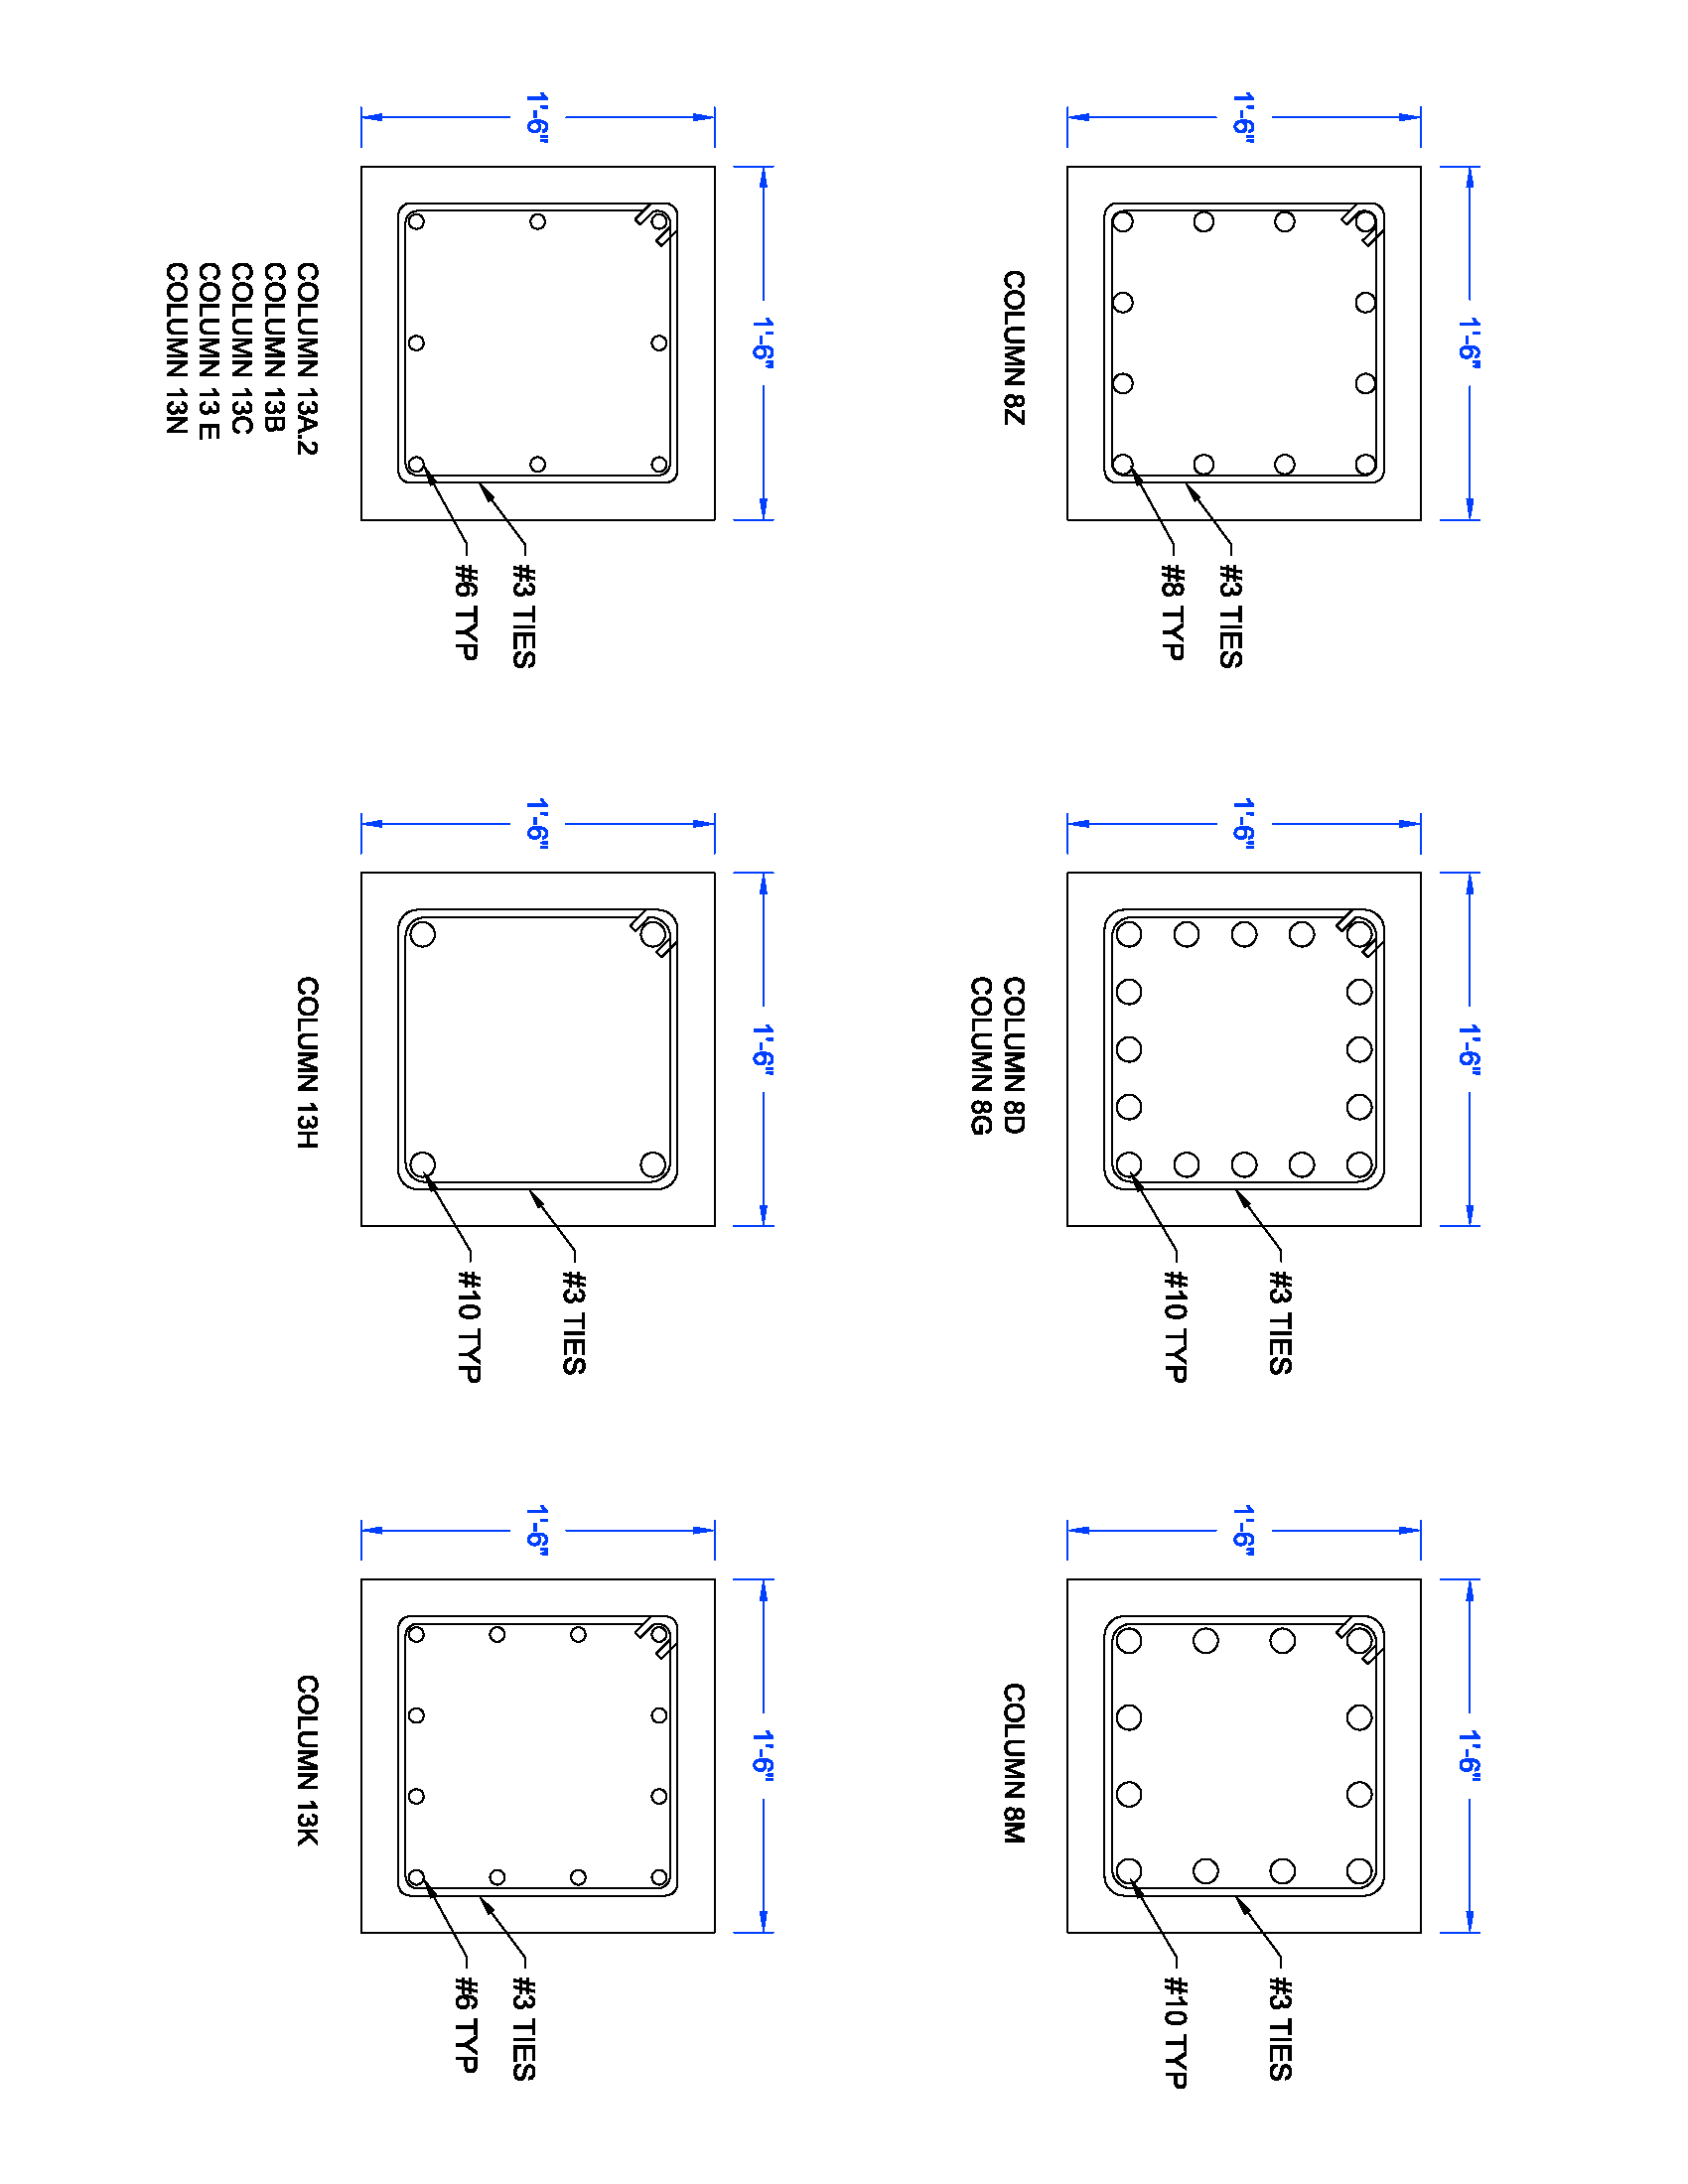 1'-6"
1'-6"
#3 TIES
#8 TYP
COLUMN 8Z
1'-6"
1'-6"
#3 TIES
#10 TYP
COLUMN 8D
COLUMN 8G
1'-6"
1'-6"
#3 TIES
#10 TYP
COLUMN 8M
1'-6"
1'-6"
#3 TIES
#6 TYP
COLUMN 13A.2
COLUMN 13B
COLUMN 13C
COLUMN 13 E
COLUMN 13N
1'-6"
1'-6"
#3 TIES
#10 TYP
COLUMN 13H
1'-6"
1'-6"
#3 TIES
#6 TYP
COLUMN 13K